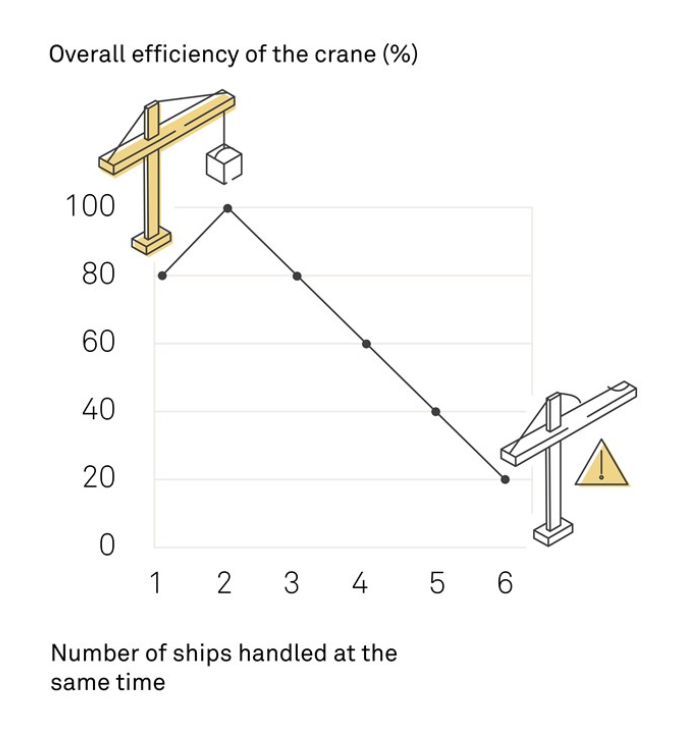 Overall efficiency of the crane (%)
100
80
60
40
20
0
1 2 3 4 5 6
Number of ships handled at the
same time